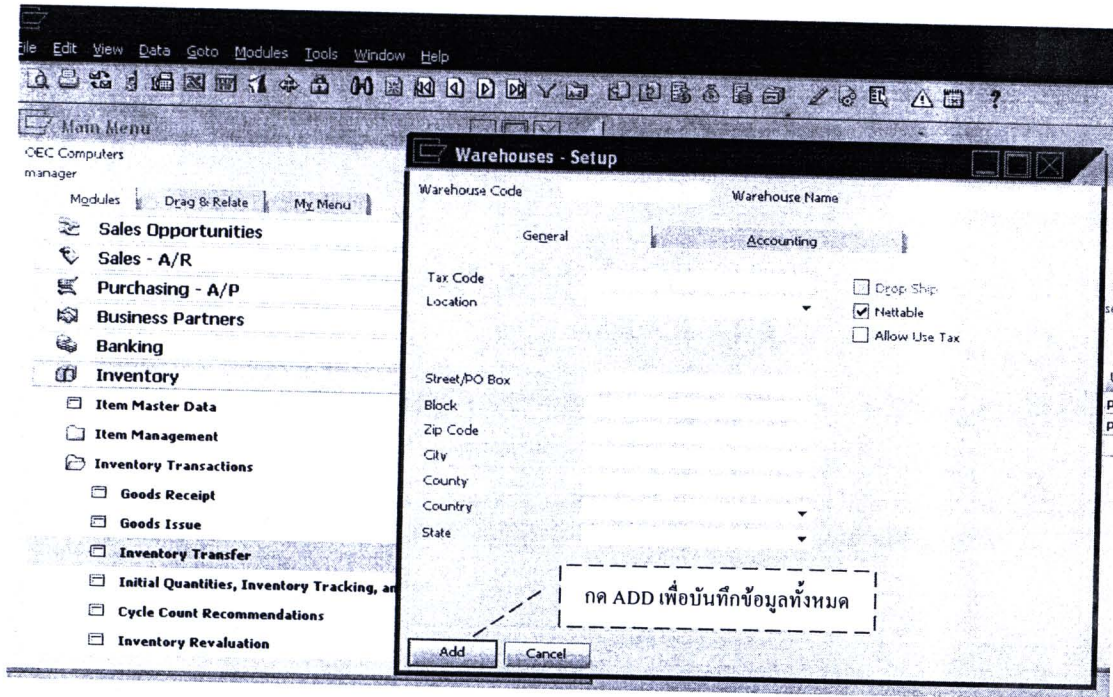 File Edit View Data Goto Modules Tools Window Help
Main Menu
OEC Computers
manager
Modules Drag & Relate My Menu
Sales Opportunities
Sales - A/R
Purchasing - A/P
Business Partners
Banking
Inventory
Item Master Data
Item Management
Inventory Transactions
Goods Receipt
Goods Issue
Inventory Transfer
Initial Quantities, Inventory Tracking, an
Cycle Count Recommendations
Inventory Revaluation
Warehouses - Setup
Warehouse Code Warehouse Name
General Accounting
Tax Code
Location
Drop Ship
Nettable
Allow Use Tax
Street/PO Box
Block
Zip Code
City
County
Country
State
กด ADD เพื่อบันทึกข้อมูลทั้งหมด
Add Cancel